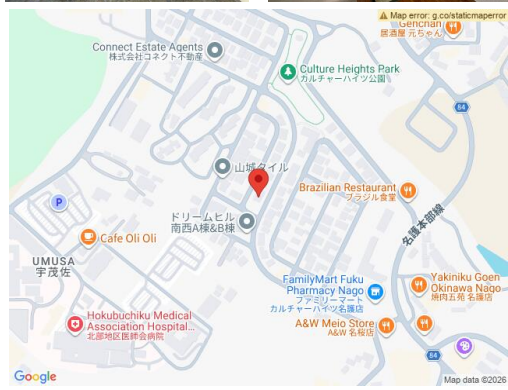 Map error: g.co/staticmaperror
Genchan
居酒屋 元ちゃん
Connect Estate Agents
株式会社コネクト不動産
Culture Heights Park
カルチャーハイツ公園
84
山城タイル
Brazilian Restaurant
ブラジル食堂
P
ドリームヒル
南西A棟&B棟
名護本部線
Cafe Oli Oli
UMUSA
宇茂佐
FamilyMart Fuku
Pharmacy Nago
ファミリーマート
カルチャーハイツ名護店
Yakiniku Goen
Okinawa Nago
焼肉五苑 名護店
Hokubuchiku Medical
Association Hospital...
北部地区医師会病院
A&W Meio Store
A&W 名桜店
84
Google
Map data ©2026